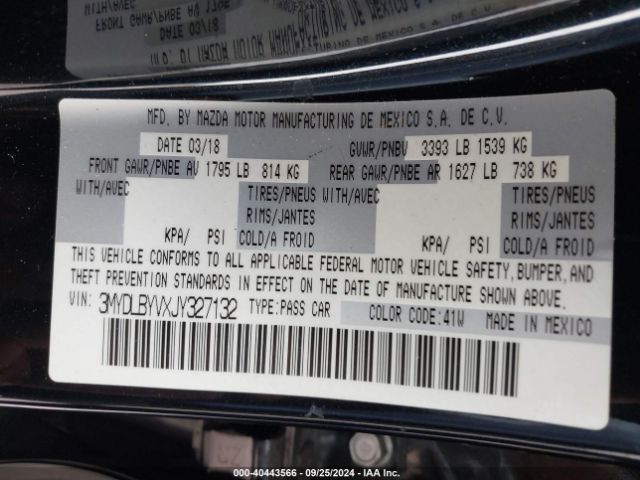 WITH/AVEC
DATE 03/18
MFD. BY MAZDA MOTOR MANUFACTURING DE MEXICO S.A. DE C.V.
DATE 03/18 GVWR/PNBV 3393 LB 1539 KG
FRONT GAWR/PNBE AV 1795 LB 814 KG REAR GAWR/PNBE AR 1627 LB 738 KG
WITH/AVEC TIRES/PNEUS WITH/AVEC TIRES/PNEUS
RIMS/JANTES RIMS/JANTES
KPA/ PSI COLD/A FROID KPA/ PSI COLD/A FROID
THIS VEHICLE CONFORMS TO ALL APPLICABLE FEDERAL MOTOR VEHICLE SAFETY, BUMPER, AND
THEFT PREVENTION STANDARDS IN EFFECT ON THE DATE OF MANUFACTURE SHOWN ABOVE.
VIN: 3MYDLBYVXJY327132 TYPE:PASS CAR COLOR CODE:41W MADE IN MEXICO
000-40443566 - 09/25/2024 - IAA Inc.